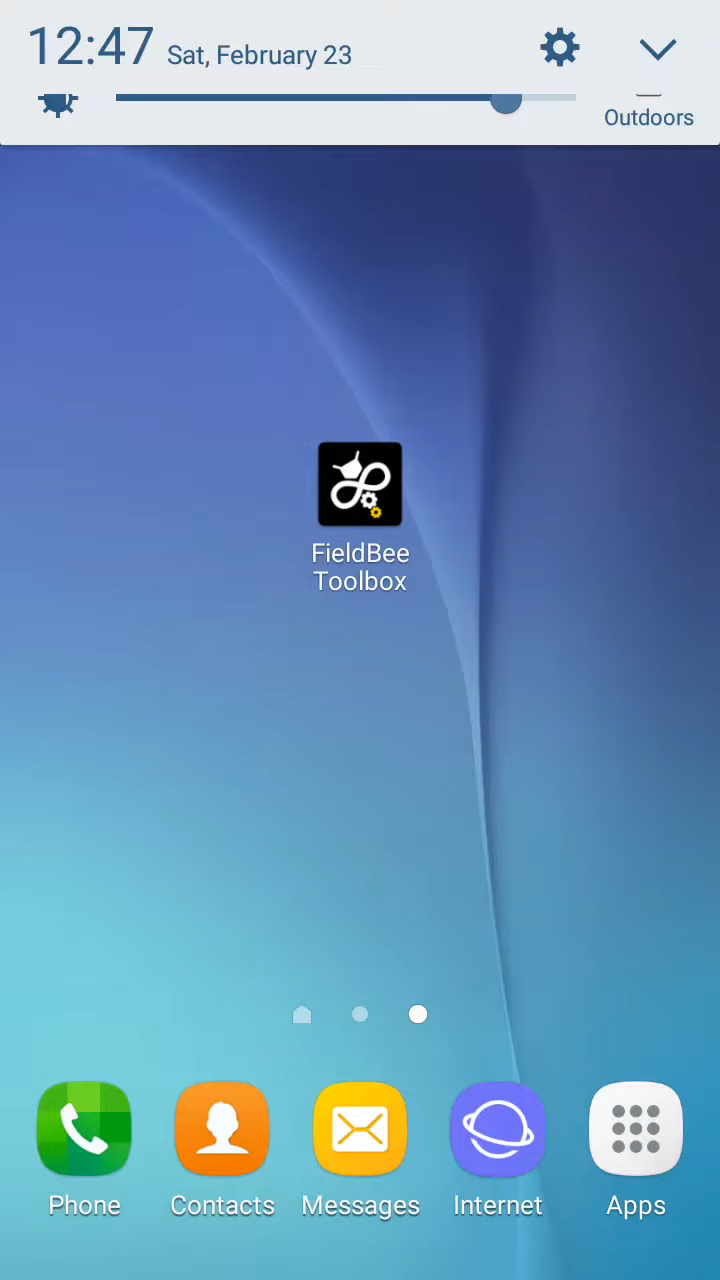 12:47 Sat, February 23
Outdoors
FieldBee
Toolbox
Phone Contacts Messages Internet Apps